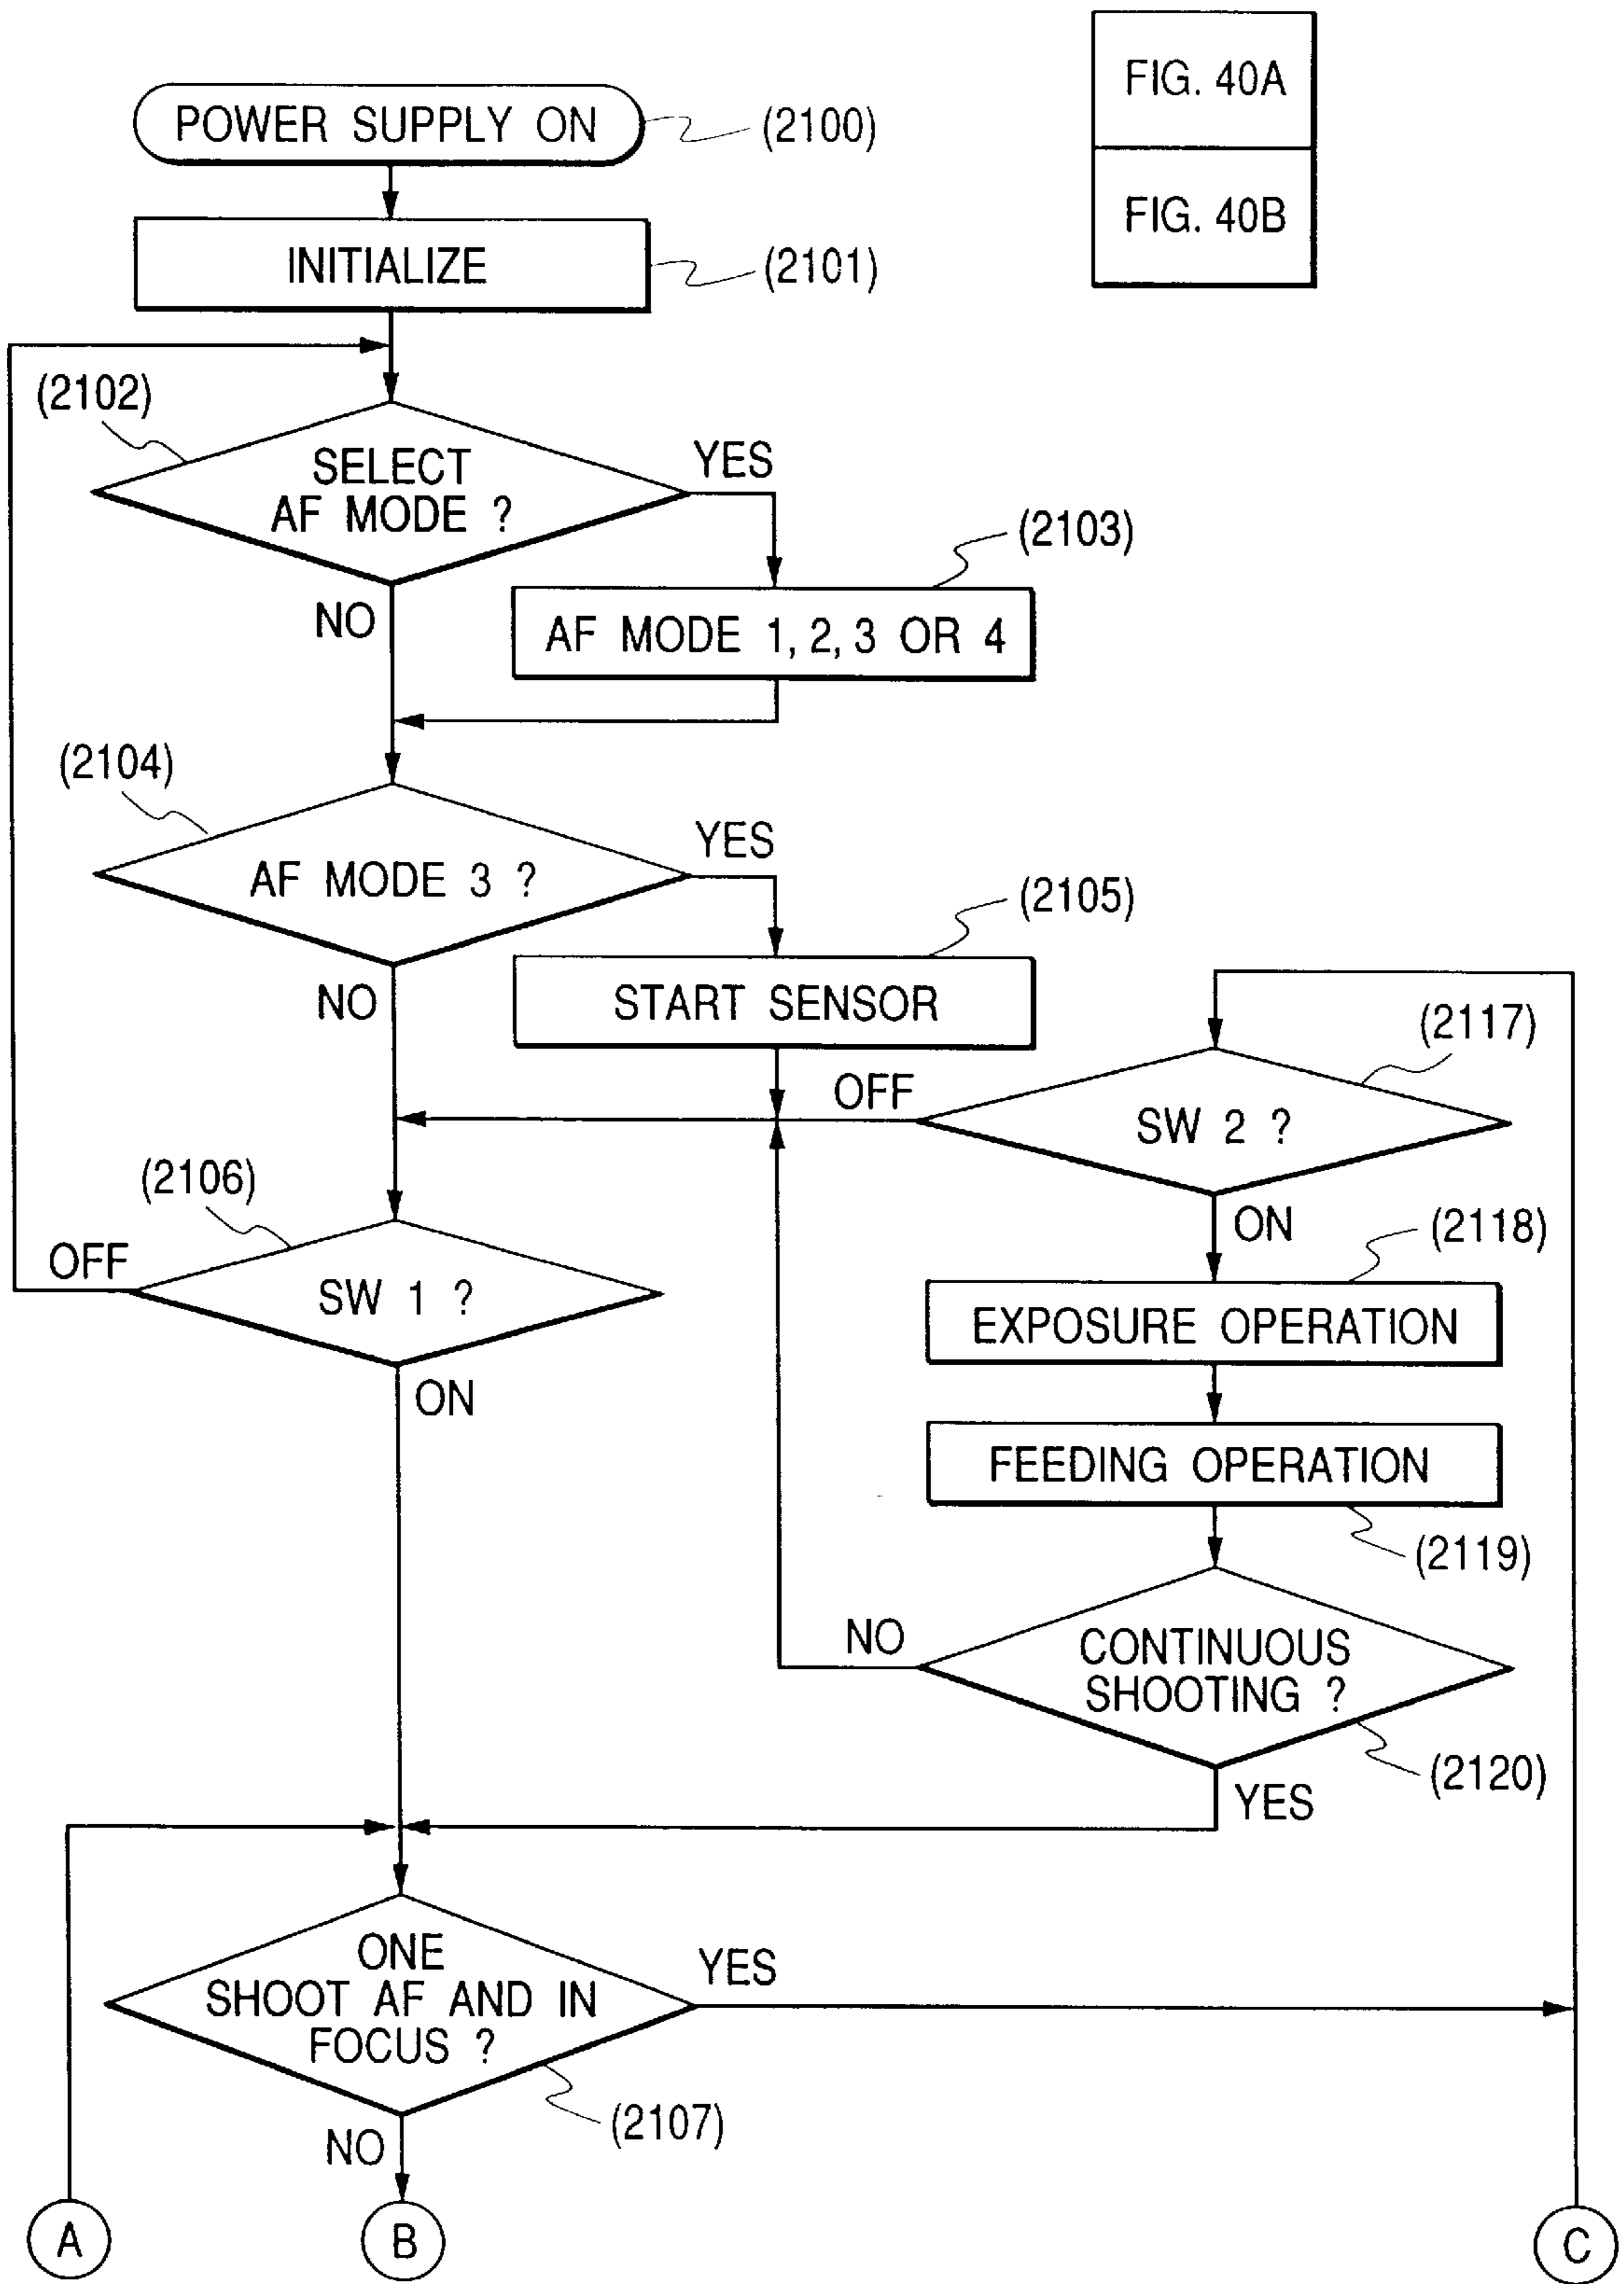 FIG. 40A
FIG. 40B
POWER SUPPLY ON
(2100)
INITIALIZE
(2101)
(2102)
SELECT
AF MODE ?
YES
NO
(2103)
AF MODE 1, 2, 3 OR 4
(2104)
AF MODE 3 ?
YES
NO
(2105)
START SENSOR
(2117)
OFF
SW 2 ?
ON
(2106)
OFF
SW 1 ?
ON
(2118)
EXPOSURE OPERATION
FEEDING OPERATION
(2119)
NO
CONTINUOUS
SHOOTING ?
(2120)
YES
ONE
SHOOT AF AND IN
FOCUS ?
YES
(2107)
NO
A
B
C